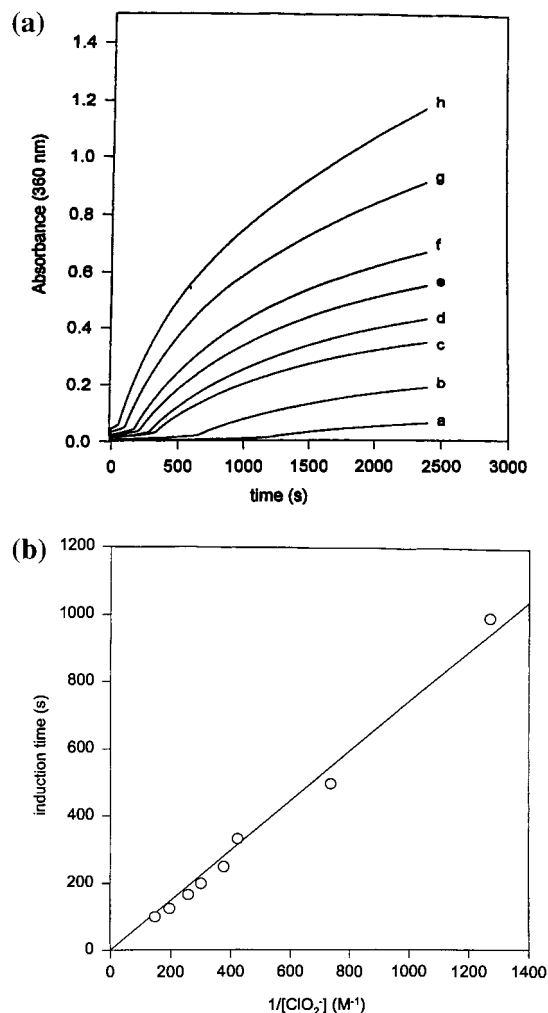 (a)
1.4
1.2
1.0
0.8
0.6
0.4
0.2
0.0
Absorbance (360 nm)
h
g
f
e
d
c
b
a
0 500 1000 1500 2000 2500 3000
time (s)
(b)
1200
1000
800
600
400
200
0
induction time (s)
0 200 400 600 800 1000 1200 1400
1/[ClO₂⁻] (M⁻¹)